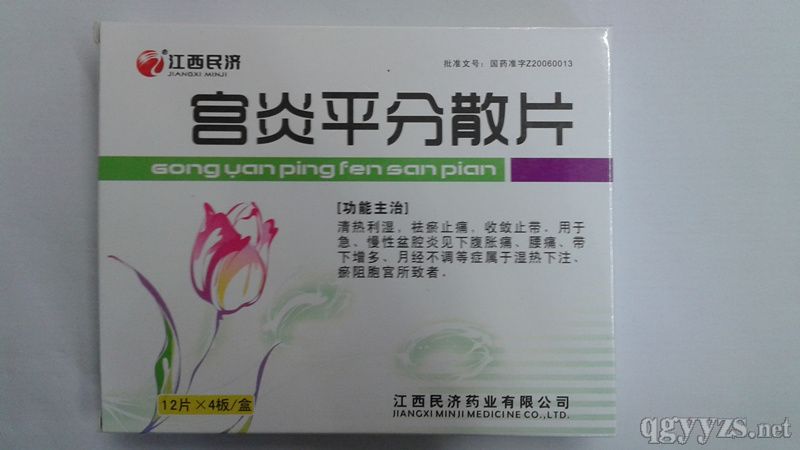 江西民济
JIANGXI MINJI
批准文号：国药准字Z20060013
宫炎平分散片
Gong yan ping fen san pian
[功能主治]
清热利湿，祛瘀止痛，收敛止带。用于
急、慢性盆腔炎见下腹胀痛、腰痛、带
下增多、月经不调等症属于湿热下注、
瘀阻胞宫所致者。
12片×4板/盒
江西民济药业有限公司
JIANGXI MINJI MEDICINE CO.,LTD.
qgyyzs.net